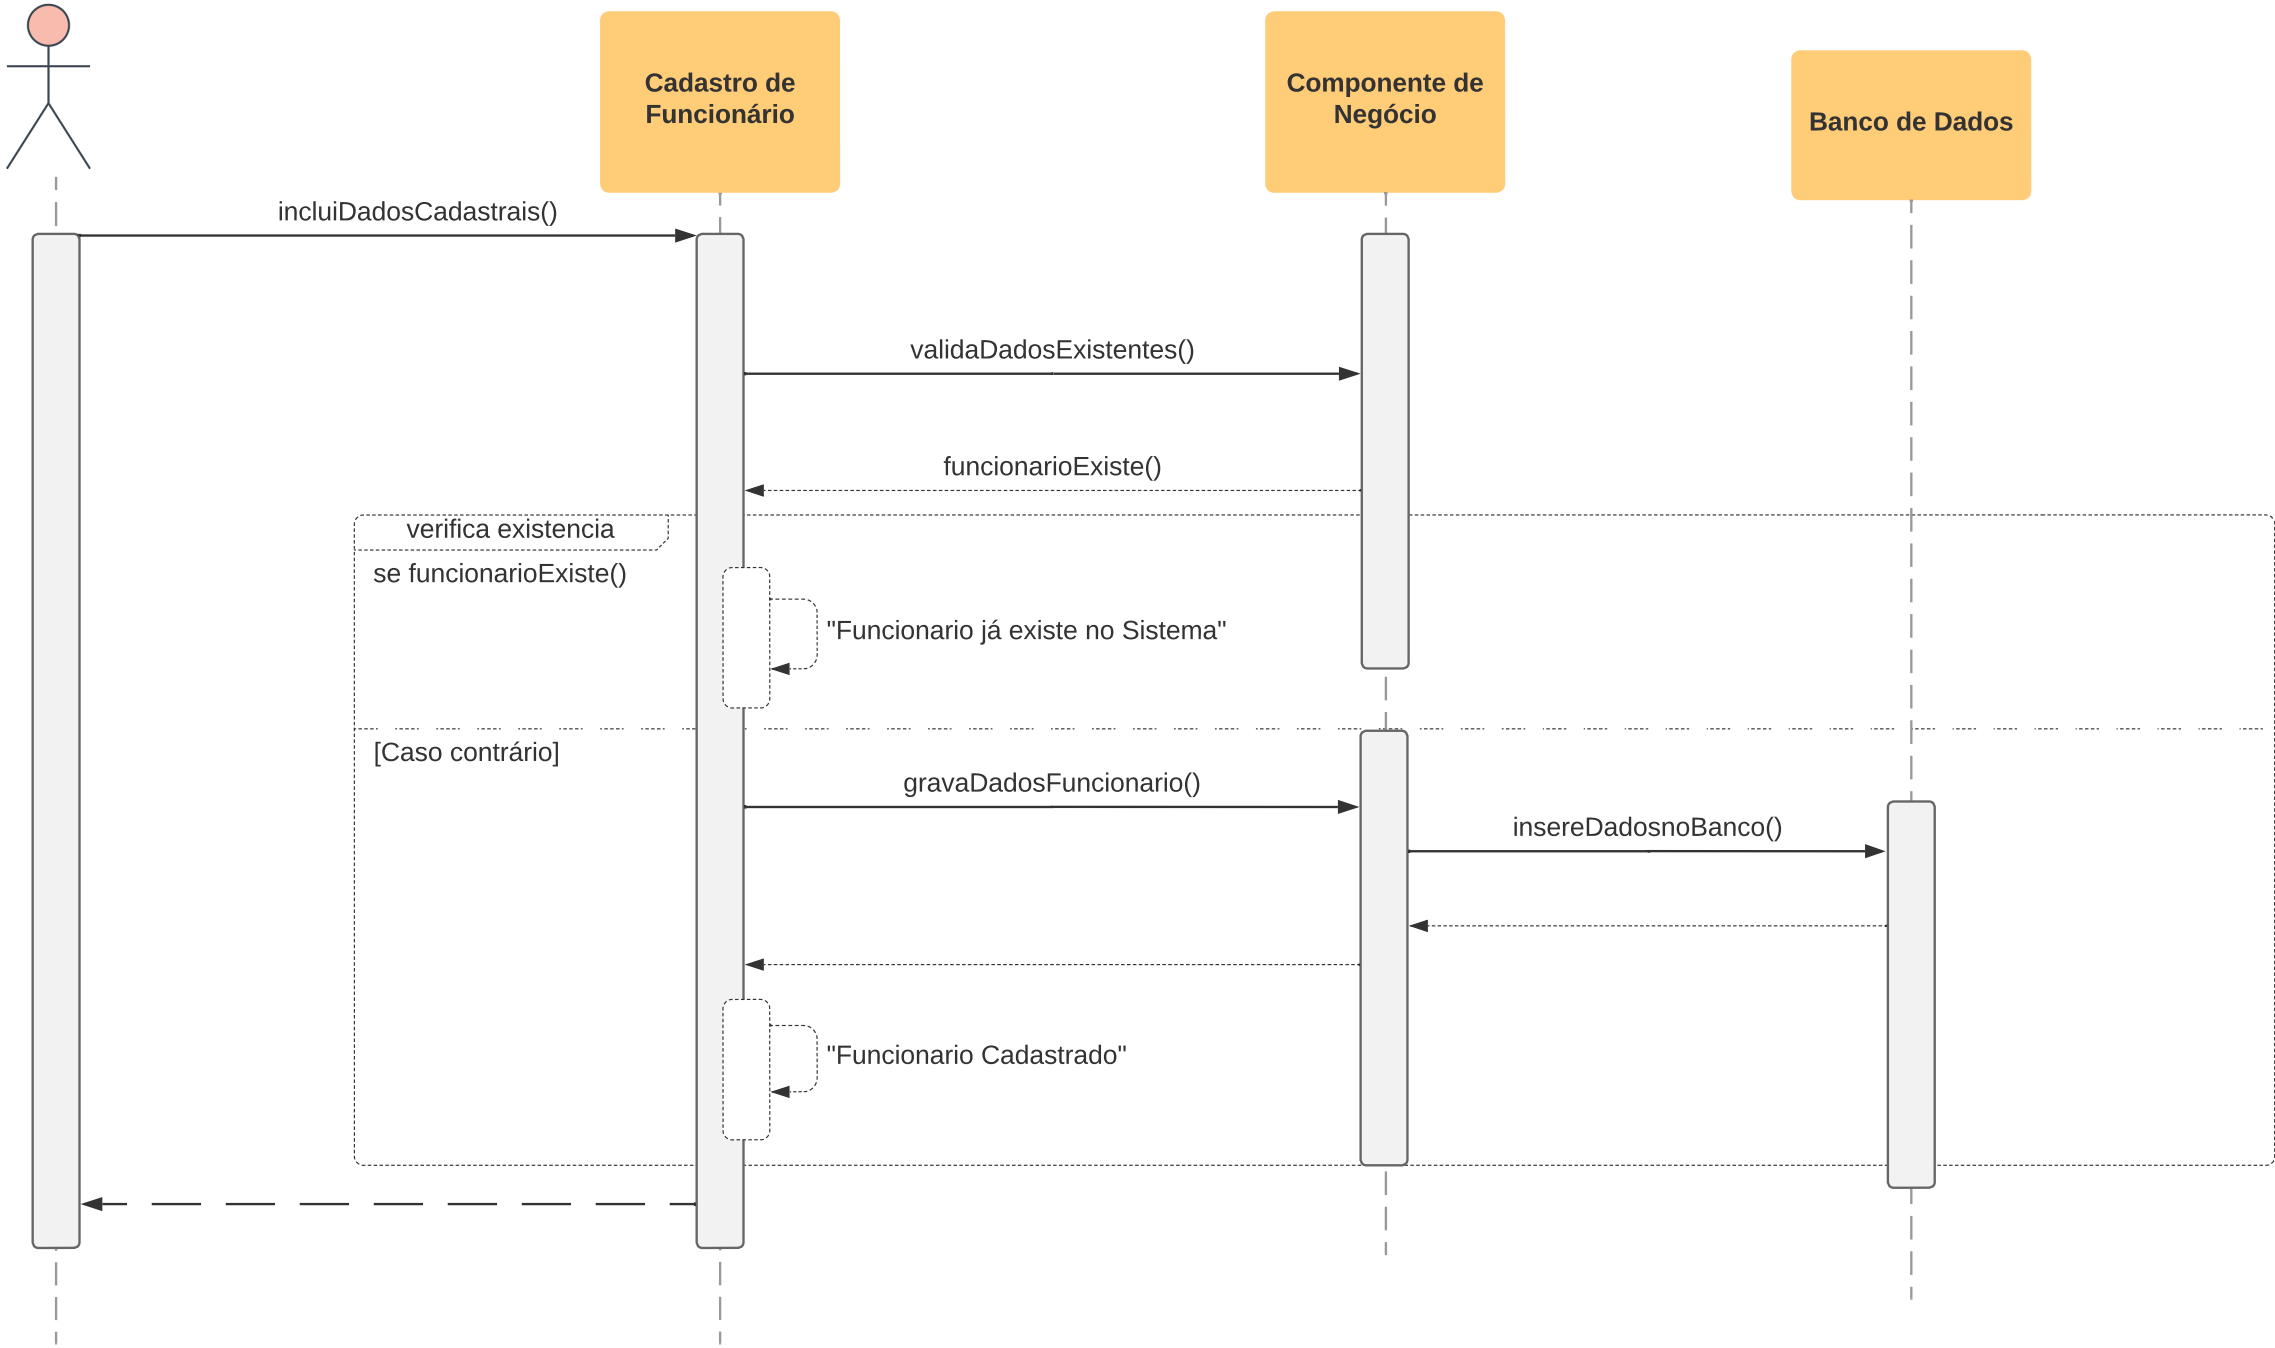 Cadastro de
Funcionário
Componente de
Negócio
Banco de Dados
incluiDadosCadastrais()
validaDadosExistentes()
funcionarioExiste()
verifica existencia
se funcionarioExiste()
"Funcionario já existe no Sistema"
[Caso contrário]
gravaDadosFuncionario()
insereDadosnoBanco()
"Funcionario Cadastrado"